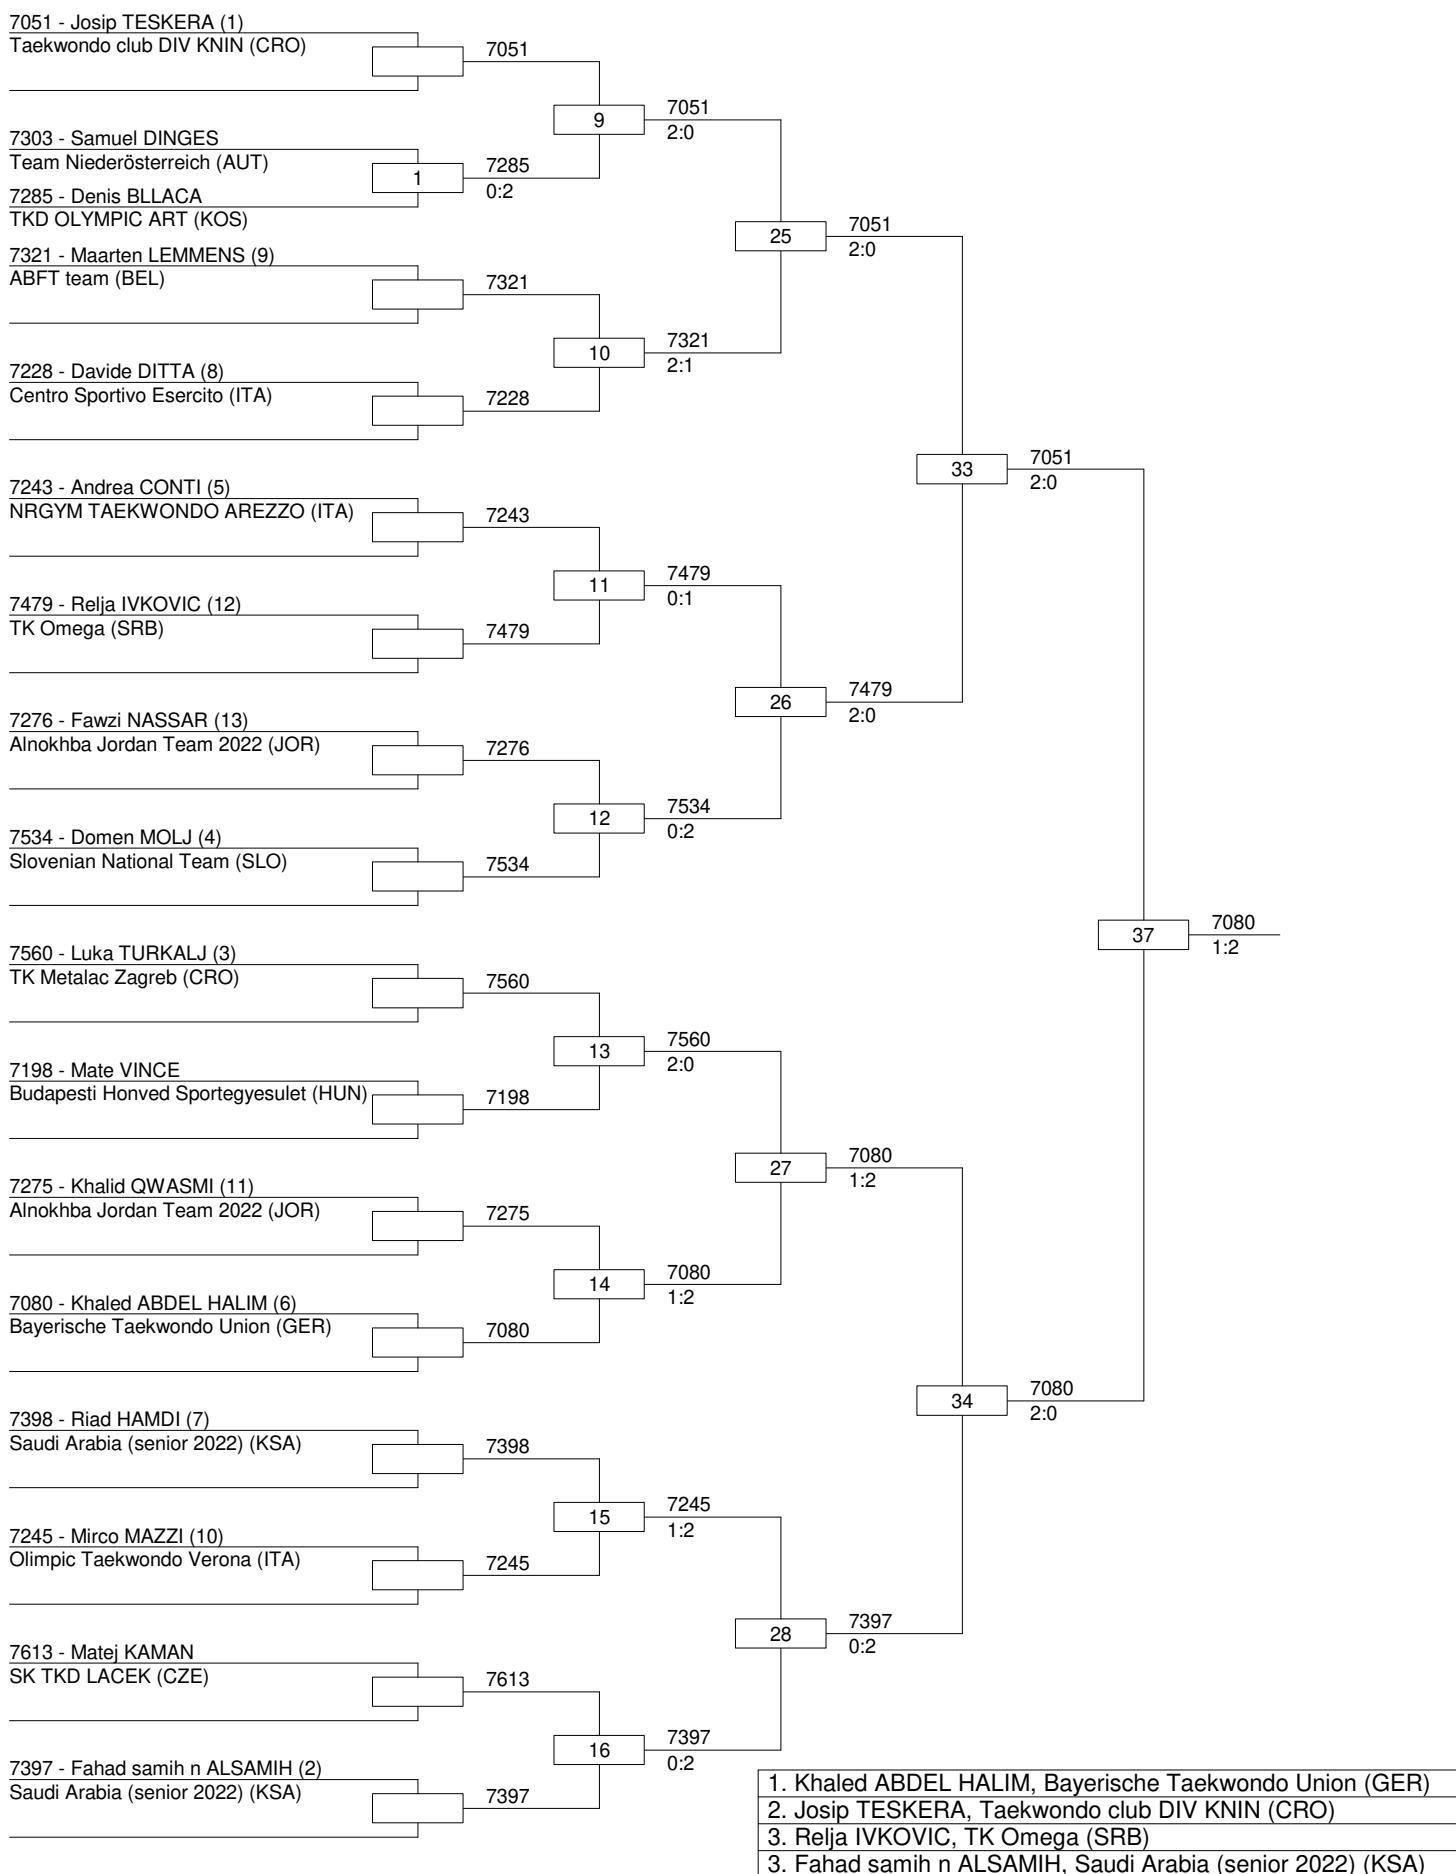 7051 - Josip TESKERA (1)
Taekwondo club DIV KNIN (CRO)
7303 - Samuel DINGES
Team Niederösterreich (AUT)
7285 - Denis BLLACA
TKD OLYMPIC ART (KOS)
7321 - Maarten LEMMENS (9)
ABFT team (BEL)
7228 - Davide DITTA (8)
Centro Sportivo Esercito (ITA)
7243 - Andrea CONTI (5)
NRGYM TAEKWONDO AREZZO (ITA)
7479 - Relja IVKOVIC (12)
TK Omega (SRB)
7276 - Fawzi NASSAR (13)
Alnokhba Jordan Team 2022 (JOR)
7534 - Domen MOLJ (4)
Slovenian National Team (SLO)
7560 - Luka TURKALJ (3)
TK Metalac Zagreb (CRO)
7198 - Mate VINCE
Budapesti Honved Sportegyesulet (HUN)
7275 - Khalid QWASMI (11)
Alnokhba Jordan Team 2022 (JOR)
7080 - Khaled ABDEL HALIM (6)
Bayerische Taekwondo Union (GER)
7398 - Riad HAMDI (7)
Saudi Arabia (senior 2022) (KSA)
7245 - Mirco MAZZI (10)
Olimpic Taekwondo Verona (ITA)
7613 - Matej KAMAN
SK TKD LACEK (CZE)
7397 - Fahad samih n ALSAMIH (2)
Saudi Arabia (senior 2022) (KSA)
7051
1
7285
0:2
7321
7228
7243
7479
7276
7534
7560
7198
7275
7080
7398
7245
7613
7397
9
7051
2:0
10
7321
2:1
11
7479
0:1
12
7534
0:2
13
7560
2:0
14
7080
1:2
15
7245
1:2
16
7397
0:2
25
7051
2:0
26
7479
2:0
27
7080
1:2
28
7397
0:2
33
7051
2:0
34
7080
2:0
37
7080
1:2
1. Khaled ABDEL HALIM, Bayerische Taekwondo Union (GER)
2. Josip TESKERA, Taekwondo club DIV KNIN (CRO)
3. Relja IVKOVIC, TK Omega (SRB)
3. Fahad samih n ALSAMIH, Saudi Arabia (senior 2022) (KSA)